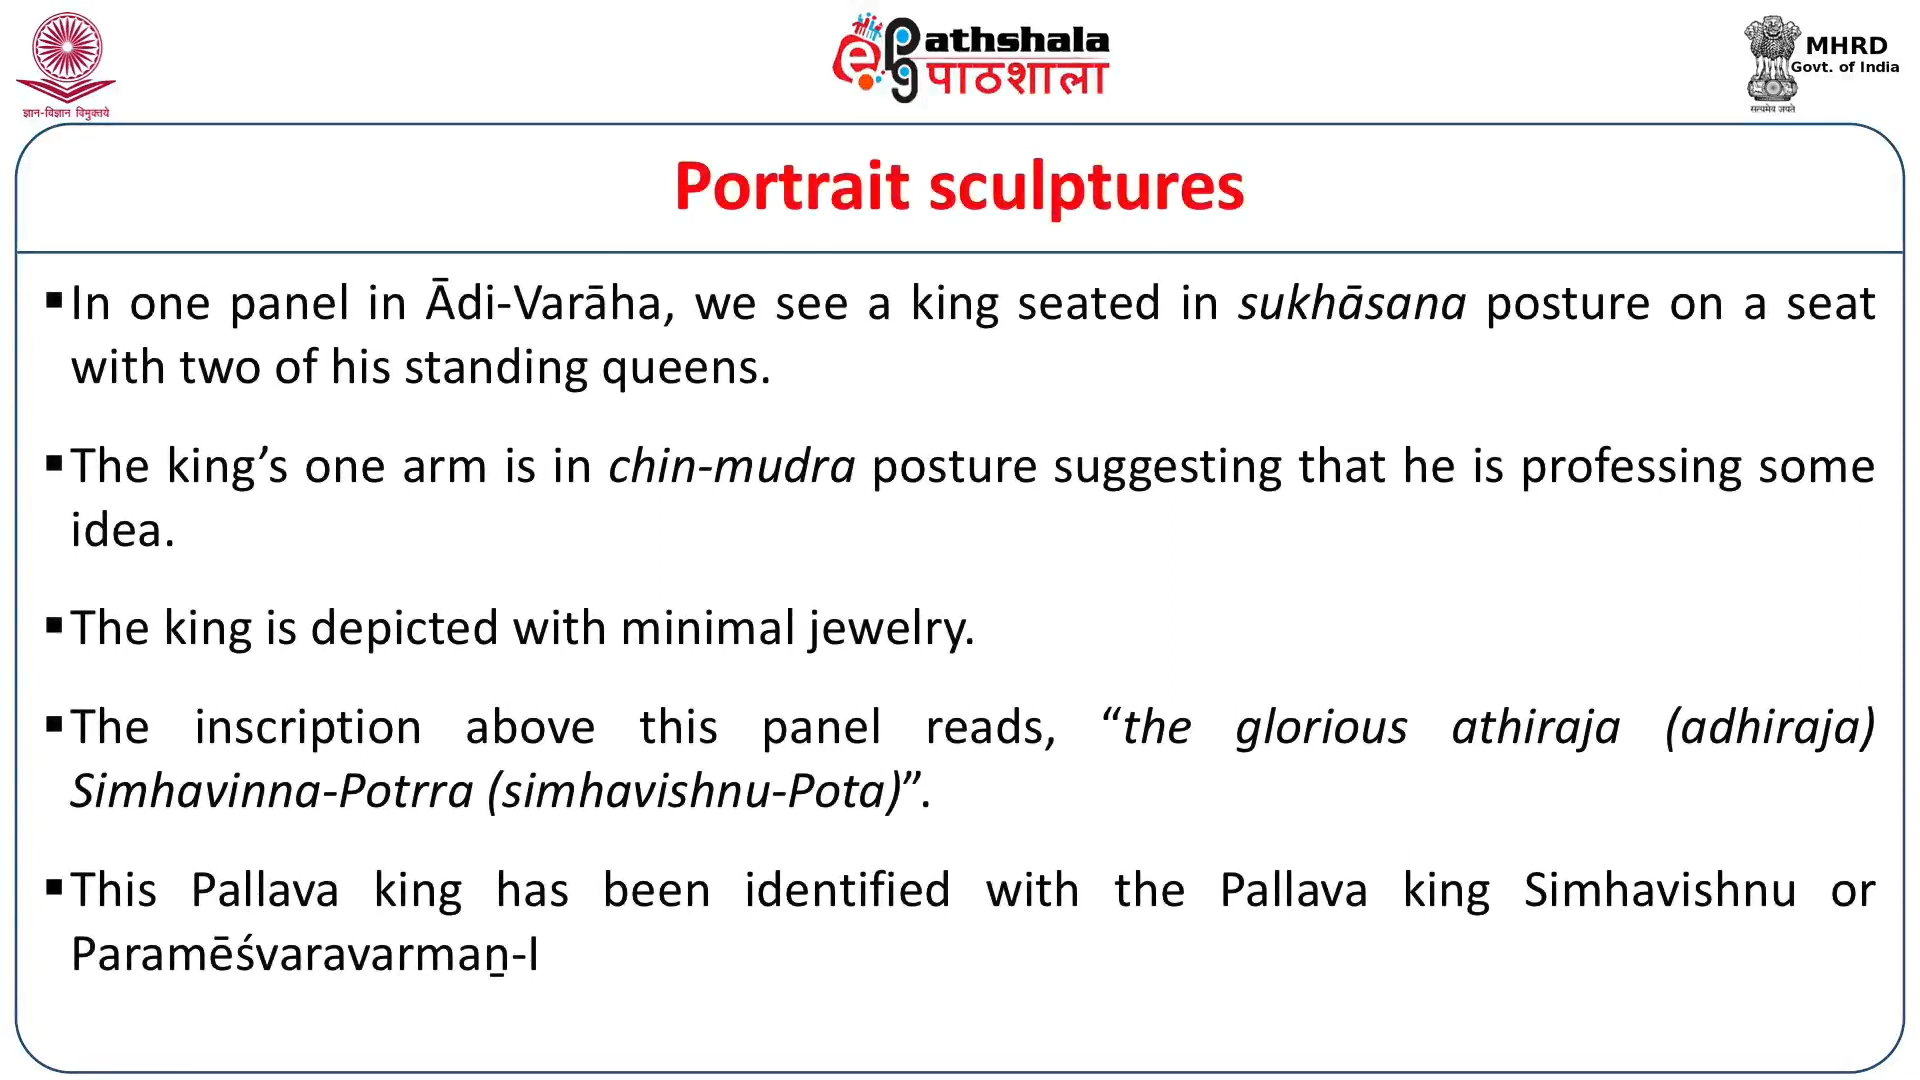 ज्ञान-विज्ञान विमुक्तये
ePathshala
पाठशाला
MHRD
Govt. of India
सत्यमेव जयते
Portrait sculptures
▪In one panel in Ādi-Varāha, we see a king seated in sukhāsana posture on a seat
with two of his standing queens.
▪The king’s one arm is in chin-mudra posture suggesting that he is professing some
idea.
▪The king is depicted with minimal jewelry.
▪The inscription above this panel reads, “the glorious athiraja (adhiraja)
Simhavinna-Potrra (simhavishnu-Pota)”.
▪This Pallava king has been identified with the Pallava king Simhavishnu or
Paramēśvaravarmaṉ-I